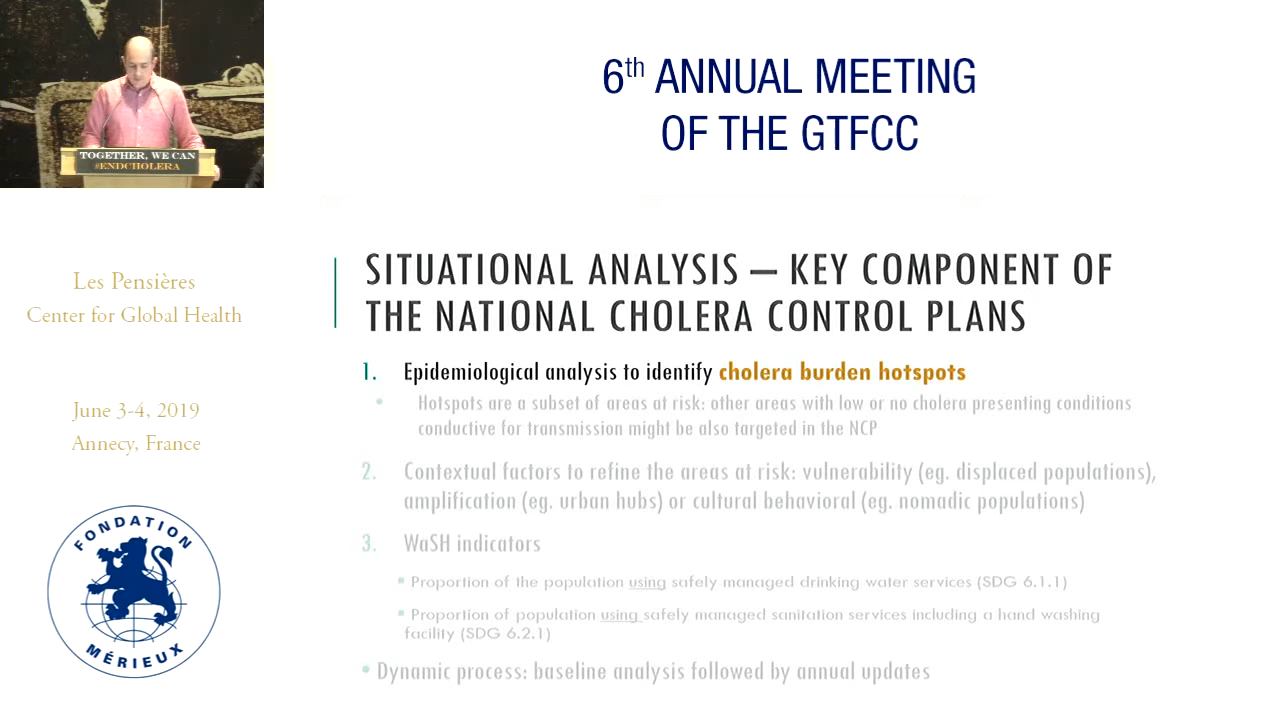 TOGETHER, WE CAN
#ENDCHOLERA
6th ANNUAL MEETING
OF THE GTFCC
Les Pensières
Center for Global Health
June 3-4, 2019
Annecy, France
FONDATION
MÉRIEUX
SITUATIONAL ANALYSIS – KEY COMPONENT OF
THE NATIONAL CHOLERA CONTROL PLANS
1. Epidemiological analysis to identify cholera burden hotspots
• Hotspots are a subset of areas at risk: other areas with low or no cholera presenting conditions
conductive for transmission might be also targeted in the NCP
2. Contextual factors to refine the areas at risk: vulnerability (eg. displaced populations),
amplification (eg. urban hubs) or cultural behavioral (eg. nomadic populations)
3. WaSH indicators
▪ Proportion of the population using safely managed drinking water services (SDG 6.1.1)
▪ Proportion of population using safely managed sanitation services including a hand washing
facility (SDG 6.2.1)
• Dynamic process: baseline analysis followed by annual updates